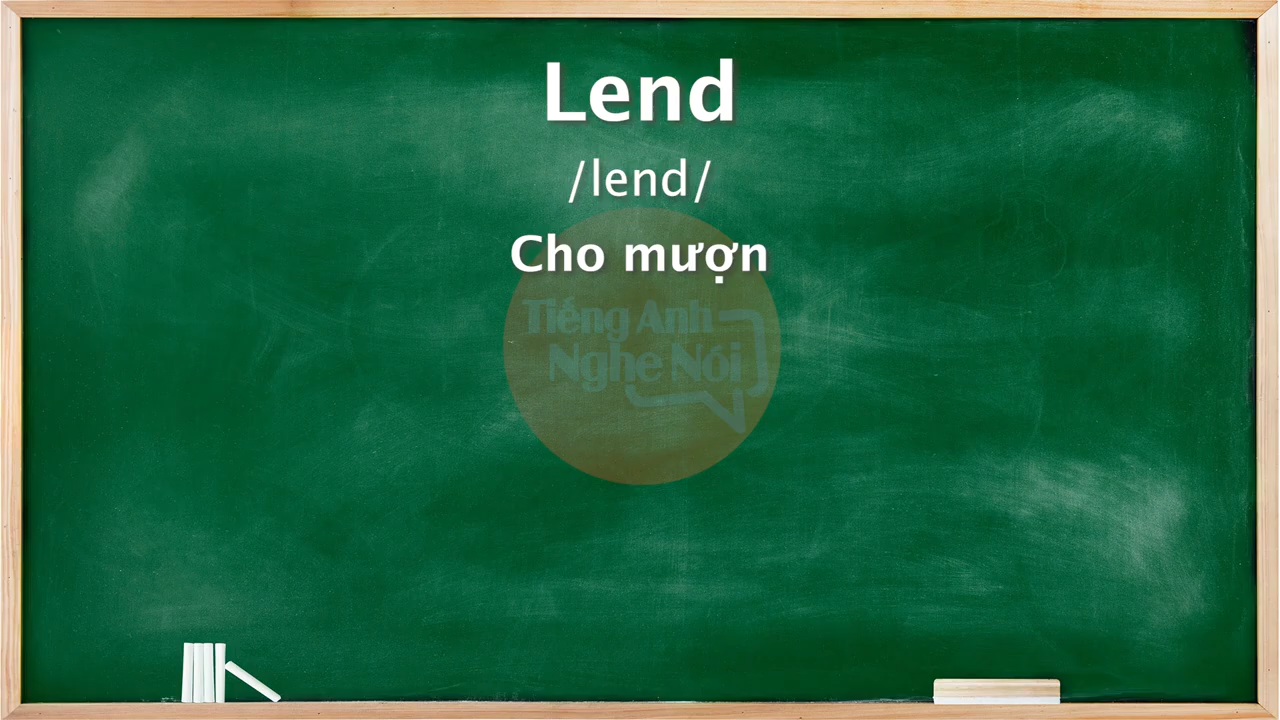 Lend
/lend/
Cho mượn
Tiếng Anh
Nghe Nói